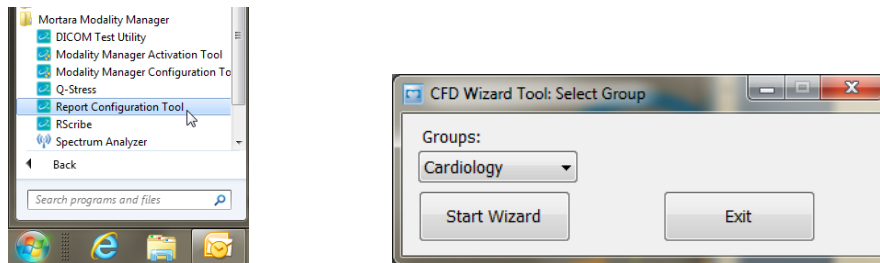 Mortara Modality Manager
DICOM Test Utility
Modality Manager Activation Tool
Modality Manager Configuration To
Q-Stress
Report Configuration Tool
RScribe
Spectrum Analyzer
Back
Search programs and files
CFD Wizard Tool: Select Group
Groups:
Cardiology
Start Wizard Exit